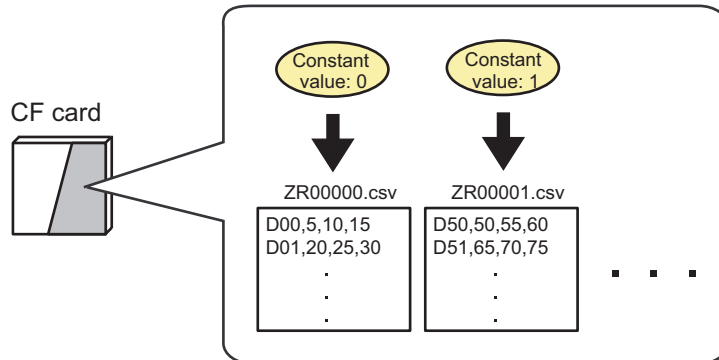 CF card
Constant
value: 0
Constant
value: 1
ZR00000.csv
ZR00001.csv
D00,5,10,15
D01,20,25,30
D50,50,55,60
D51,65,70,75